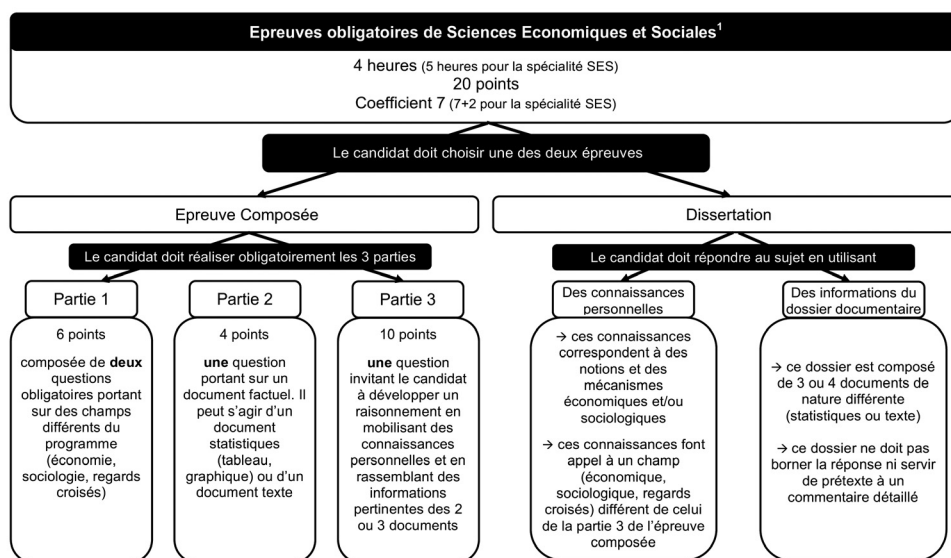 Epreuves obligatoires de Sciences Economiques et Sociales¹
4 heures (5 heures pour la spécialité SES)
20 points
Coefficient 7 (7+2 pour la spécialité SES)
Le candidat doit choisir une des deux épreuves
Epreuve Composée
Le candidat doit réaliser obligatoirement les 3 parties
Partie 1
6 points
composée de deux
questions
obligatoires portant
sur des champs
différents du
programme
(économie,
sociologie, regards
croisés)
Partie 2
4 points
une question
portant sur un
document factuel. Il
peut s'agir d'un
document
statistiques
(tableau,
graphique) ou d'un
document texte
Partie 3
10 points
une question
invitant le candidat
à développer un
raisonnement en
mobilisant des
connaissances
personnelles et en
rassemblant des
informations
pertinentes des 2
ou 3 documents
Dissertation
Le candidat doit répondre au sujet en utilisant
Des connaissances
personnelles
→ ces connaissances
correspondent à des
notions et des
mécanismes
économiques et/ou
sociologiques
→ ces connaissances font
appel à un champ
(économique,
sociologique, regards
croisés) différent de celui
de la partie 3 de l'épreuve
composée
Des informations du
dossier documentaire
→ ce dossier est composé
de 3 ou 4 documents de
nature différente
(statistiques ou texte)
→ ce dossier ne doit pas
borner la réponse ni servir
de prétexte à un
commentaire détaillé